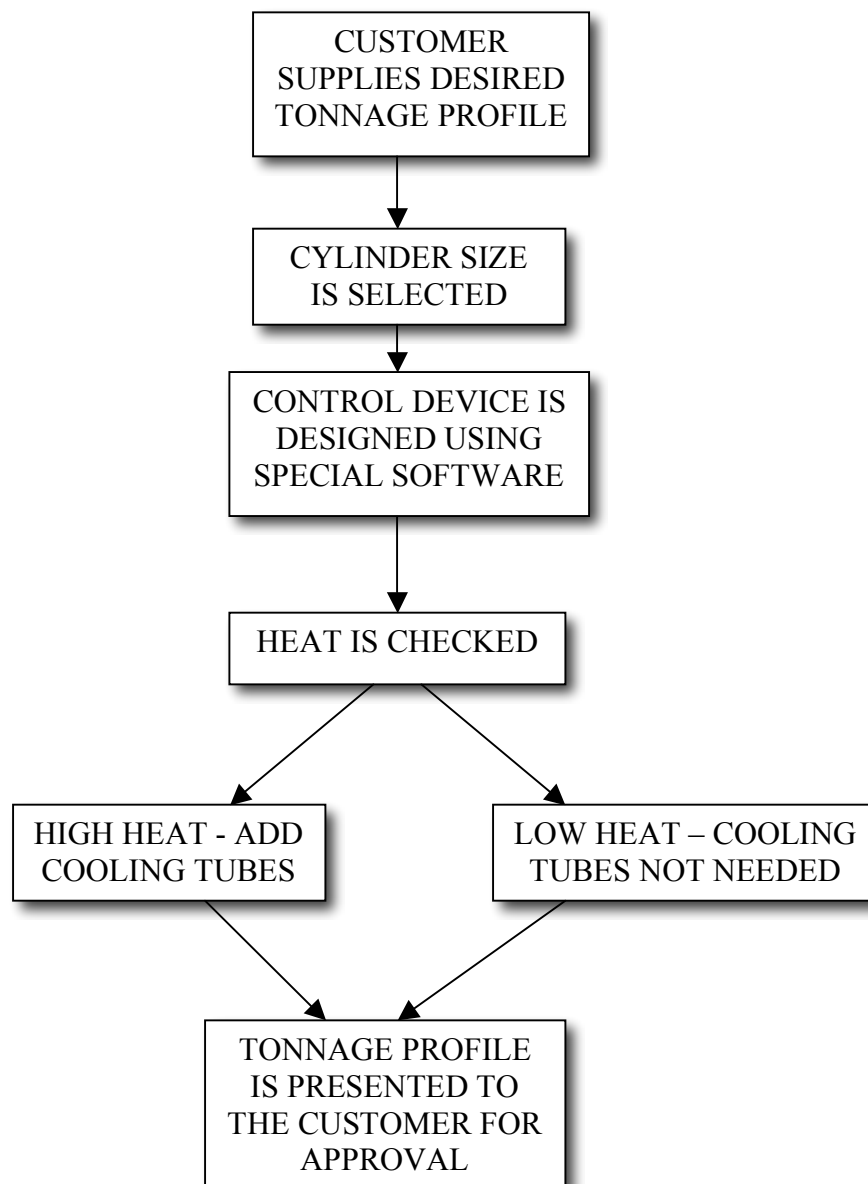 CUSTOMER
SUPPLIES DESIRED
TONNAGE PROFILE
CYLINDER SIZE
IS SELECTED
CONTROL DEVICE IS
DESIGNED USING
SPECIAL SOFTWARE
HEAT IS CHECKED
HIGH HEAT - ADD
COOLING TUBES
LOW HEAT – COOLING
TUBES NOT NEEDED
TONNAGE PROFILE
IS PRESENTED TO
THE CUSTOMER FOR
APPROVAL